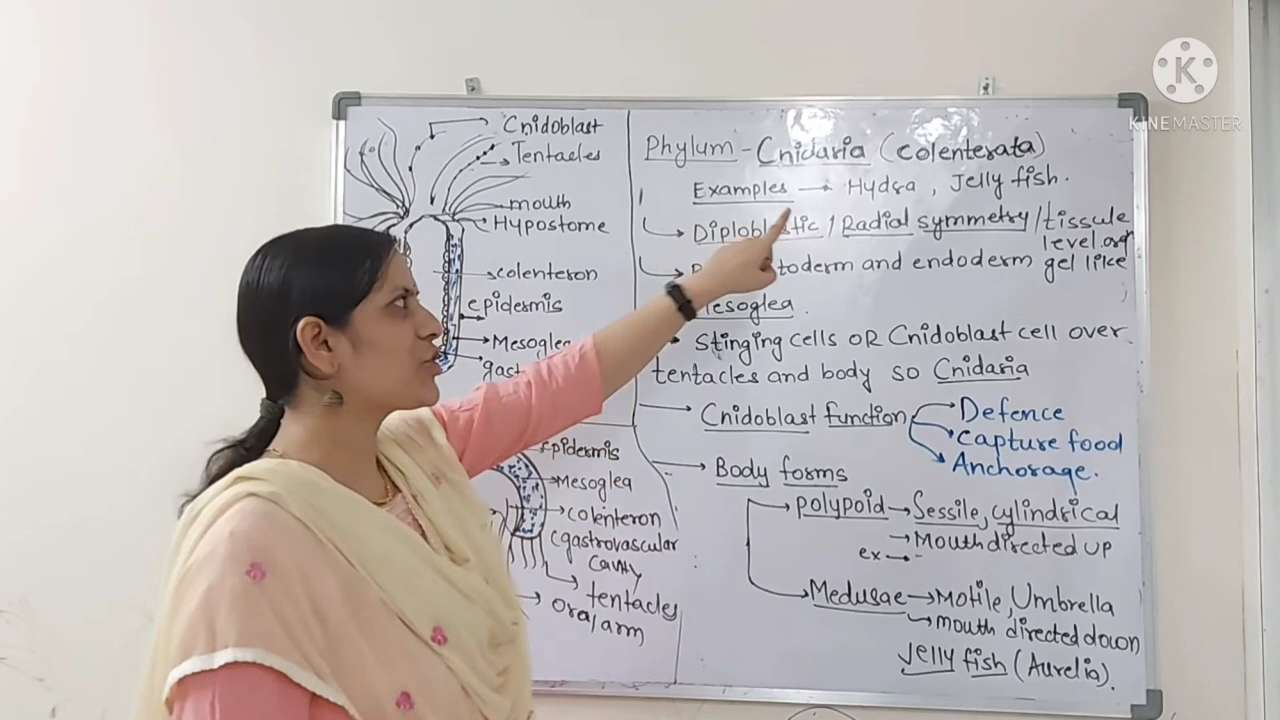 Cnidoblast
Tentacles
mouth
Hypostome
colenteron
epidermis
Mesoglea
epidermis
Mesoglea
colenteron
(gastrovascular
cavity
tentacles
oral arm
Phylum - Cnidaria (Colenterata)
Examples → Hydra, Jelly fish.
Diploblastic / Radial symmetry / tissule
level org
toderm and endoderm gel like
Mesoglea.
Stinging cells OR Cnidoblast cell over
tentacles and body so Cnidaria
Cnidoblast function
Defence
Capture food
Anchorage.
Body forms
polypoid → Sessile, cylindrical
→ Mouth directed up
ex → -
Medusae → Motile, Umbrella
→ mouth directed down
Jelly fish (Aurelia).
K
KINEMASTER